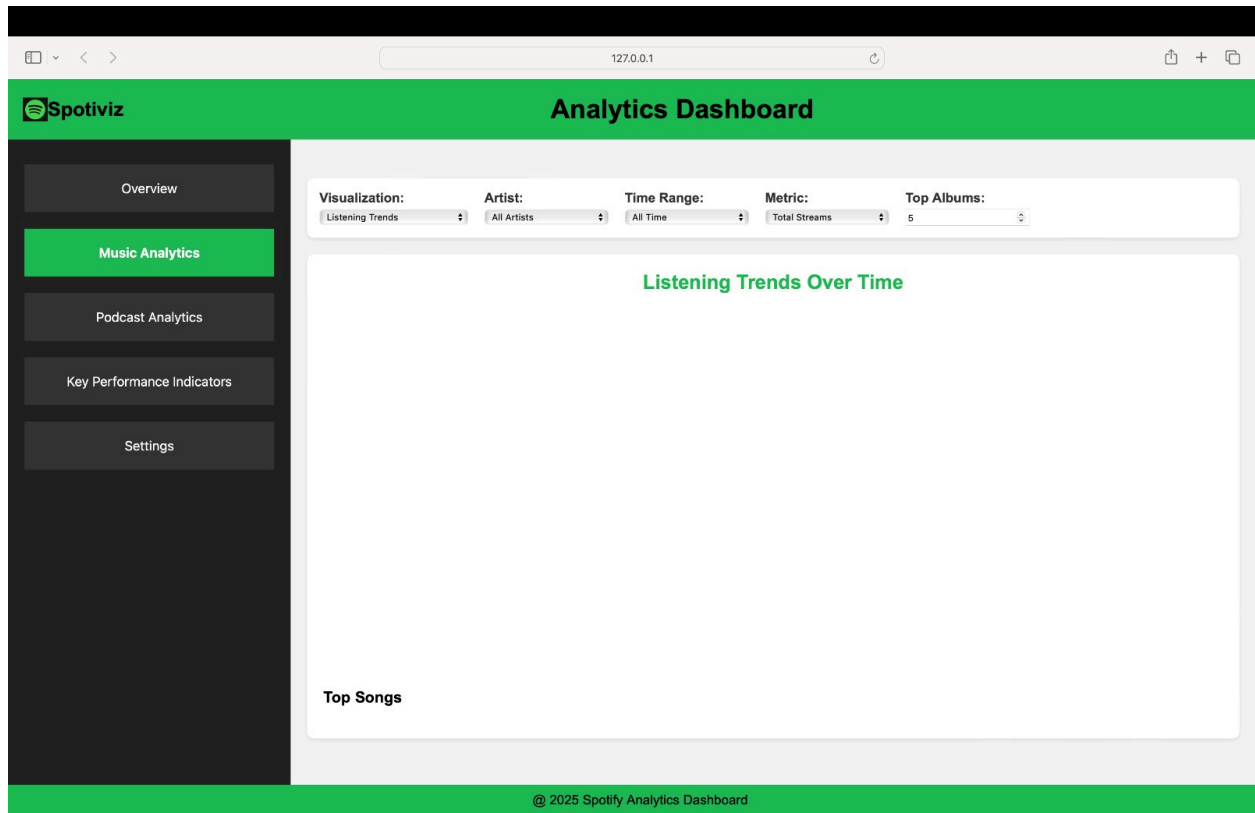 127.0.0.1
Spotiviz
Analytics Dashboard
Overview
Music Analytics
Podcast Analytics
Key Performance Indicators
Settings
Visualization: Artist: Time Range: Metric: Top Albums:
Listening Trends All Artists All Time Total Streams 5
Listening Trends Over Time
Top Songs
@ 2025 Spotify Analytics Dashboard